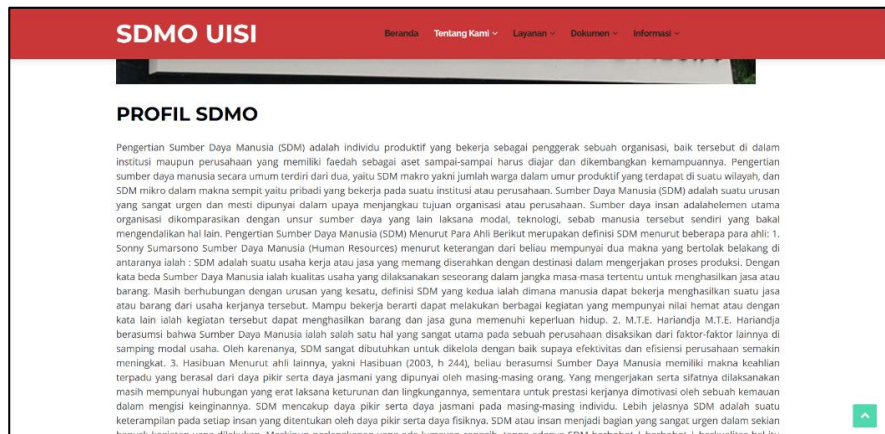 SDMO UISI
Beranda Tentang Kami Layanan Dokumen Informasi
PROFIL SDMO
Pengertian Sumber Daya Manusia (SDM) adalah individu produktif yang bekerja sebagai penggerak sebuah organisasi, baik tersebut di dalam
institusi maupun perusahaan yang memiliki faedah sebagai aset sampai-sampai harus diajar dan dikembangkan kemampuannya. Pengertian
sumber daya manusia secara umum terdiri dari dua, yaitu SDM makro yakni jumlah warga dalam umur produktif yang terdapat di suatu wilayah, dan
SDM mikro dalam makna sempit yaitu pribadi yang bekerja pada suatu institusi atau perusahaan. Sumber Daya Manusia (SDM) adalah suatu urusan
yang sangat urgen dan mesti dipunyai dalam upaya menjangkau tujuan organisasi atau perusahaan. Sumber daya insan adalahelemen utama
organisasi dikomparasikan dengan unsur sumber daya yang lain laksana modal, teknologi, sebab manusia tersebut sendiri yang bakal
mengendalikan hal lain. Pengertian Sumber Daya Manusia (SDM) Menurut Para Ahli Berikut merupakan definisi SDM menurut beberapa para ahli: 1.
Sonny Sumarsono Sumber Daya Manusia (Human Resources) menurut keterangan dari beliau mempunyai dua makna yang bertolak belakang di
antaranya ialah : SDM adalah suatu usaha kerja atau jasa yang memang diserahkan dengan destinasi dalam mengerjakan proses produksi. Dengan
kata beda Sumber Daya Manusia ialah kualitas usaha yang dilaksanakan seseorang dalam jangka masa-masa tertentu untuk menghasilkan jasa atau
barang. Masih berhubungan dengan urusan yang kesatu, definisi SDM yang kedua ialah dimana manusia dapat bekerja menghasilkan suatu jasa
atau barang dari usaha kerjanya tersebut. Mampu bekerja berarti dapat melakukan berbagai kegiatan yang mempunyai nilai hemat atau dengan
kata lain ialah kegiatan tersebut dapat menghasilkan barang dan jasa guna memenuhi keperluan hidup. 2. M.T.E. Hariandja M.T.E. Hariandja
berasumsi bahwa Sumber Daya Manusia ialah salah satu hal yang sangat utama pada sebuah perusahaan disaksikan dari faktor-faktor lainnya di
samping modal usaha. Oleh karenanya, SDM sangat dibutuhkan untuk dikelola dengan baik supaya efektivitas dan efisiensi perusahaan semakin
meningkat. 3. Hasibuan Menurut ahli lainnya, yakni Hasibuan (2003, h 244), beliau berasumsi Sumber Daya Manusia memiliki makna keahlian
terpadu yang berasal dari daya pikir serta daya jasmani yang dipunyai oleh masing-masing orang. Yang mengerjakan serta sifatnya dilaksanakan
masih mempunyai hubungan yang erat laksana keturunan dan lingkungannya, sementara untuk prestasi kerjanya dimotivasi oleh sebuah kemauan
dalam mengisi keinginannya. SDM mencakup daya pikir serta daya jasmani pada masing-masing individu. Lebih jelasnya SDM adalah suatu
keterampilan pada setiap insan yang ditentukan oleh daya pikir serta daya fisiknya. SDM atau insan menjadi bagian yang sangat urgen dalam sekian